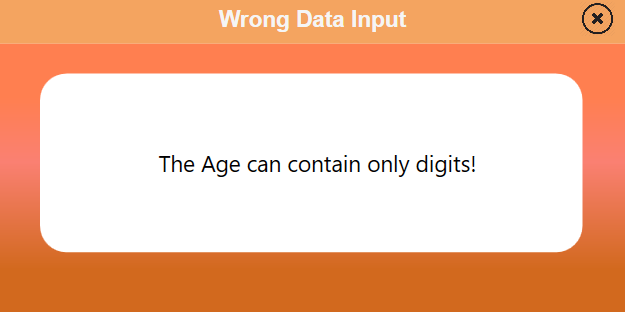 Wrong Data Input
The Age can contain only digits!